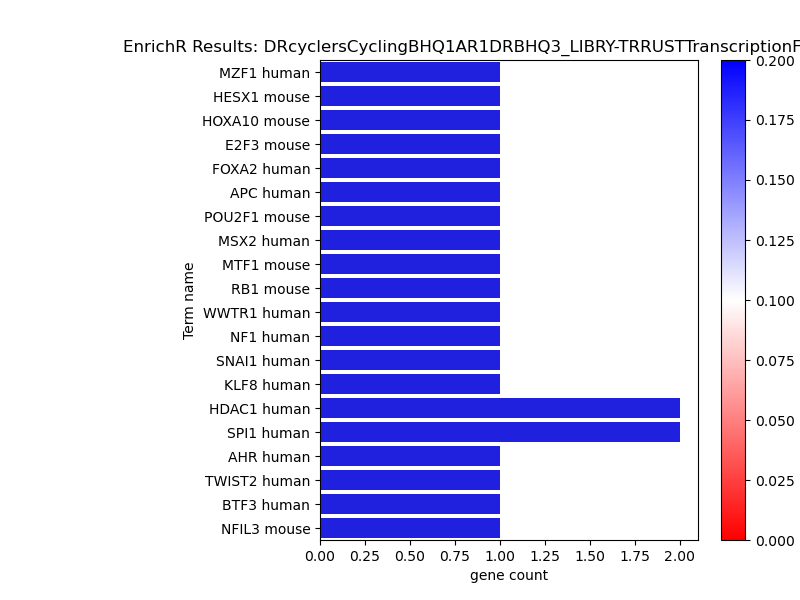 EnrichR Results: DRcyclersCyclingBHQ1AR1DRBHQ3_LIBRY-TRRUSTTranscriptionF
MZF1 human
HESX1 mouse
HOXA10 mouse
E2F3 mouse
FOXA2 human
APC human
POU2F1 mouse
MSX2 human
MTF1 mouse
RB1 mouse
WWTR1 human
NF1 human
SNAI1 human
KLF8 human
HDAC1 human
SPI1 human
AHR human
TWIST2 human
BTF3 human
NFIL3 mouse
Term name
0.00 0.25 0.50 0.75 1.00 1.25 1.50 1.75 2.00
gene count
0.200
0.175
0.150
0.125
0.100
0.075
0.050
0.025
0.000